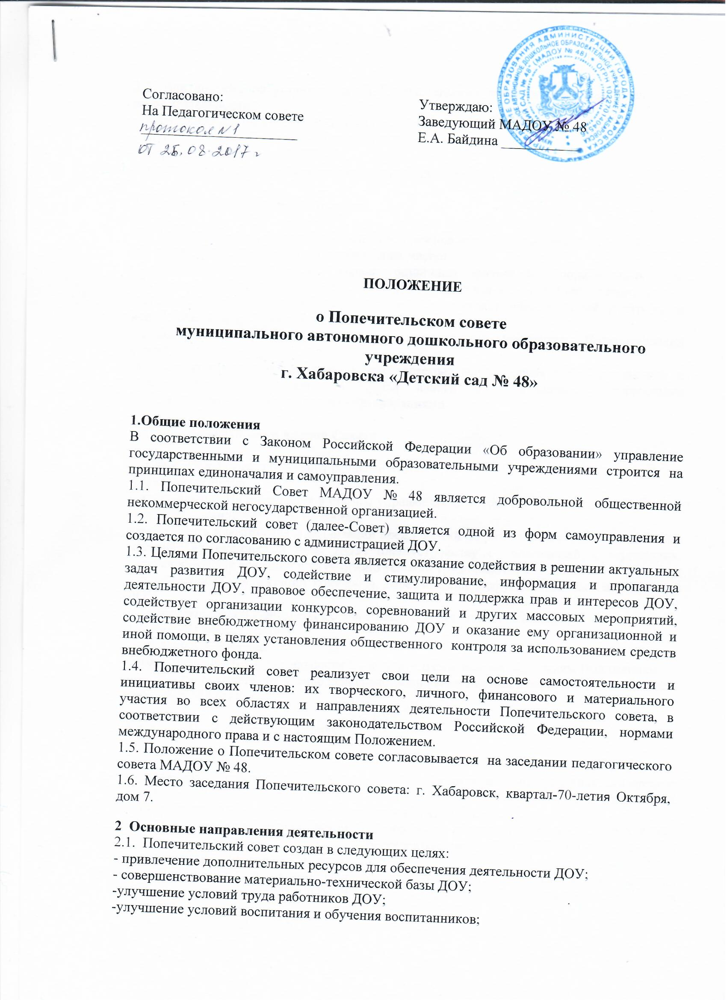 Согласовано:
На Педагогическом совете
протокол N 1
от 25.08.2017 г
УПРАВЛЕНИЕ ОБРАЗОВАНИЯ АДМИНИСТРАЦИИ ГОРОДА ХАБАРОВСКА
АВТОНОМНОЕ ДОШКОЛЬНОЕ ОБРАЗОВАТЕЛЬНОЕ УЧРЕЖДЕНИЕ Г. ХАБАРОВСКА
САД № 48" (МАДОУ № 48) * ОГРН
Утверждаю:
Заведующий МАДОУ № 48
Е.А. Байдина
ПОЛОЖЕНИЕ
о Попечительском совете
муниципального автономного дошкольного образовательного
учреждения
г. Хабаровска «Детский сад № 48»
1.Общие положения
В соответствии с Законом Российской Федерации «Об образовании» управление
государственными и муниципальными образовательными учреждениями строится на
принципах единоначалия и самоуправления.
1.1. Попечительский Совет МАДОУ № 48 является добровольной общественной
некоммерческой негосударственной организацией.
1.2. Попечительский совет (далее-Совет) является одной из форм самоуправления и
создается по согласованию с администрацией ДОУ.
1.3. Целями Попечительского совета является оказание содействия в решении актуальных
задач развития ДОУ, содействие и стимулирование, информация и пропаганда
деятельности ДОУ, правовое обеспечение, защита и поддержка прав и интересов ДОУ,
содействует организации конкурсов, соревнований и других массовых мероприятий,
содействие внебюджетному финансированию ДОУ и оказание ему организационной и
иной помощи, в целях установления общественного контроля за использованием средств
внебюджетного фонда.
1.4. Попечительский совет реализует свои цели на основе самостоятельности и
инициативы своих членов: их творческого, личного, финансового и материального
участия во всех областях и направлениях деятельности Попечительского совета, в
соответствии с действующим законодательством Российской Федерации, нормами
международного права и с настоящим Положением.
1.5. Положение о Попечительском совете согласовывается на заседании педагогического
совета МАДОУ № 48.
1.6. Место заседания Попечительского совета: г. Хабаровск, квартал-70-летия Октября,
дом 7.
2 Основные направления деятельности
2.1. Попечительский совет создан в следующих целях:
- привлечение дополнительных ресурсов для обеспечения деятельности ДОУ;
- совершенствование материально-технической базы ДОУ;
-улучшение условий труда работников ДОУ;
-улучшение условий воспитания и обучения воспитанников;